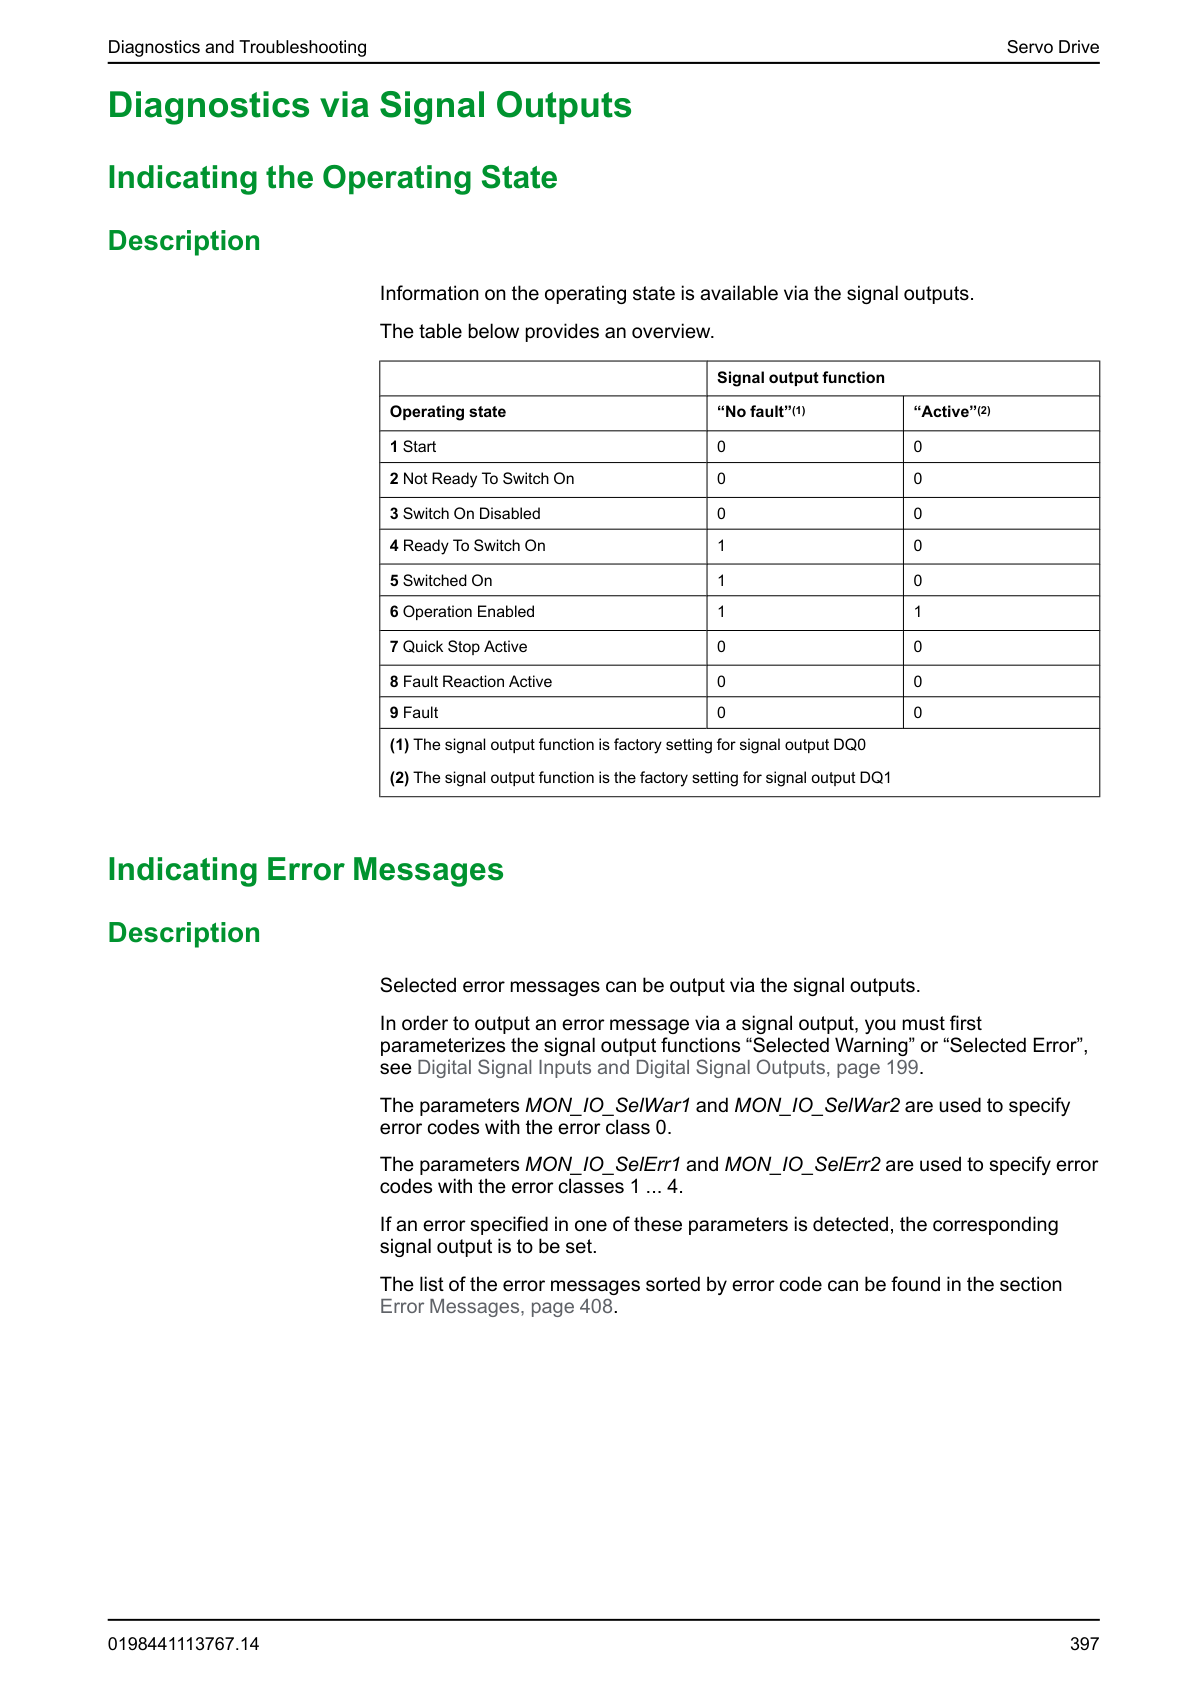 Diagnostics and Troubleshooting Servo Drive
Diagnostics via Signal Outputs
Indicating the Operating State
Description
Information on the operating state is available via the signal outputs.
The table below provides an overview.
Signal output function
Operating state “No fault”(1) “Active”(2)
1 Start 0 0
2 Not Ready To Switch On 0 0
3 Switch On Disabled 0 0
4 Ready To Switch On 1 0
5 Switched On 1 0
6 Operation Enabled 1 1
7 Quick Stop Active 0 0
8 Fault Reaction Active 0 0
9 Fault 0 0
(1) The signal output function is factory setting for signal output DQ0
(2) The signal output function is the factory setting for signal output DQ1
Indicating Error Messages
Description
Selected error messages can be output via the signal outputs.
In order to output an error message via a signal output, you must first
parameterizes the signal output functions “Selected Warning” or “Selected Error”,
see Digital Signal Inputs and Digital Signal Outputs, page 199.
The parameters MON_IO_SelWar1 and MON_IO_SelWar2 are used to specify
error codes with the error class 0.
The parameters MON_IO_SelErr1 and MON_IO_SelErr2 are used to specify error
codes with the error classes 1 ... 4.
If an error specified in one of these parameters is detected, the corresponding
signal output is to be set.
The list of the error messages sorted by error code can be found in the section
Error Messages, page 408.
0198441113767.14 397